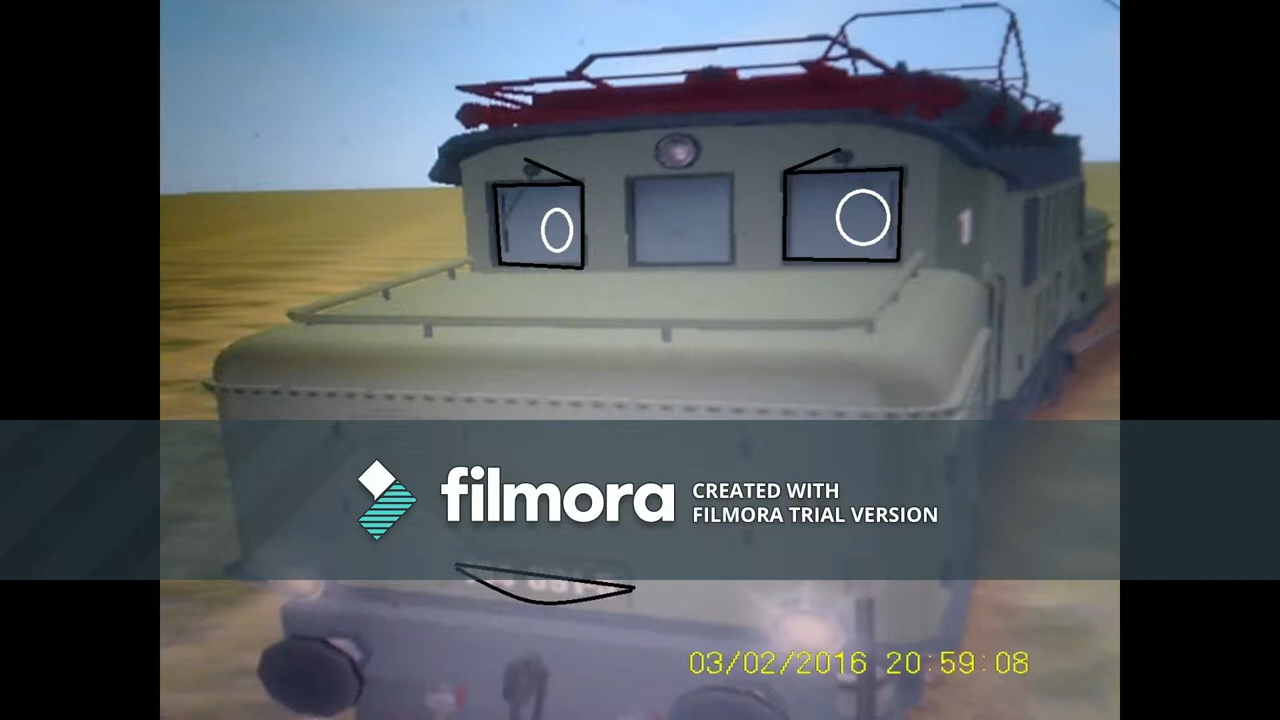 1
filmora
CREATED WITH
FILMORA TRIAL VERSION
03/02/2016 20:59:08